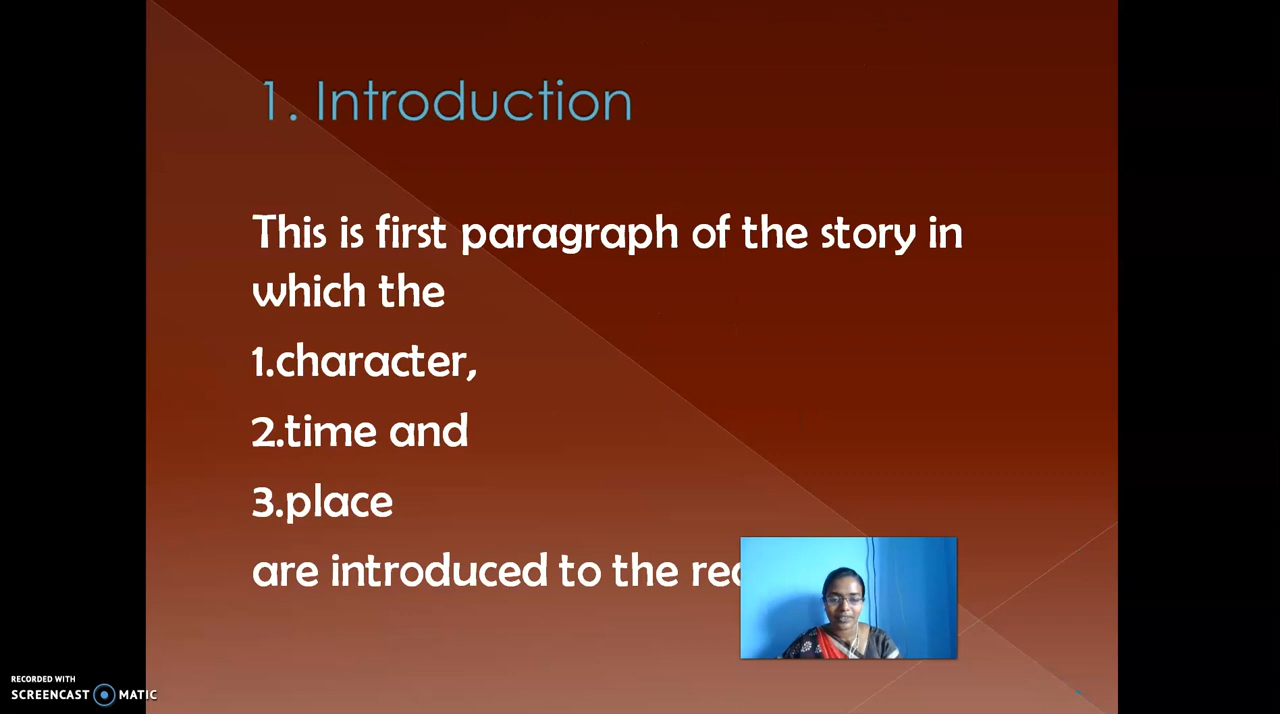 1. Introduction
This is first paragraph of the story in
which the
1.character,
2.time and
3.place
are introduced to the
RECORDED WITH
SCREENCAST MATIC